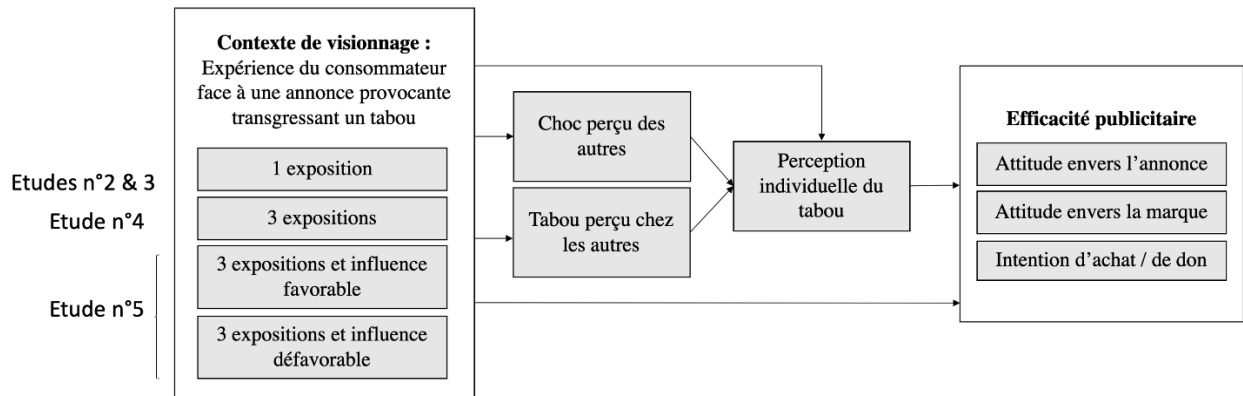 Contexte de visionnage :
Expérience du consommateur
face à une annonce provocante
transgressant un tabou
Etudes n°2 & 3
1 exposition
Etude n°4
3 expositions
Etude n°5
3 expositions et influence
favorable
3 expositions et influence
défavorable
Choc perçu des
autres
Tabou perçu chez
les autres
Perception
individuelle du
tabou
Efficacité publicitaire
Attitude envers l’annonce
Attitude envers la marque
Intention d’achat / de don